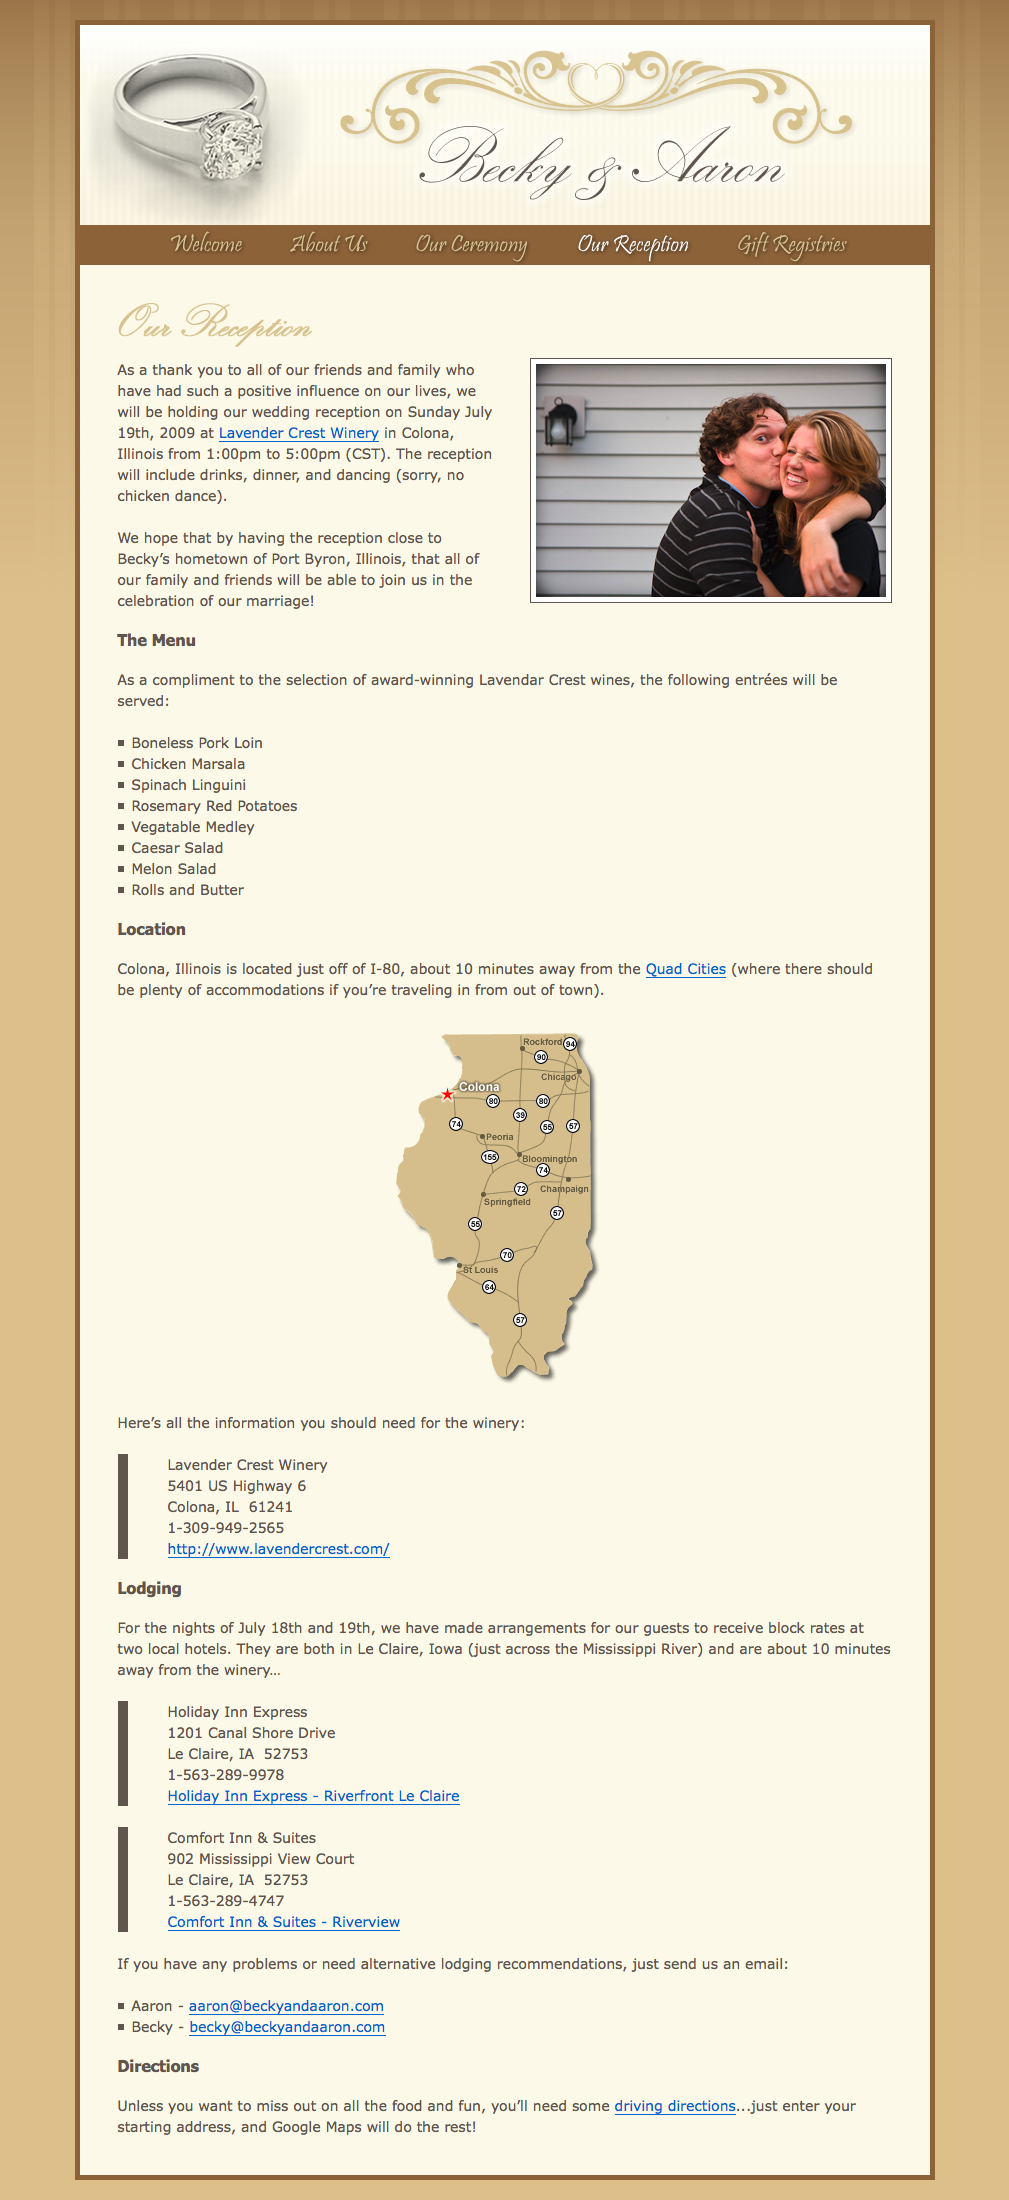 Becky & Aaron
Welcome About Us Our Ceremony Our Reception Gift Registries
Our Reception
As a thank you to all of our friends and family who
have had such a positive influence on our lives, we
will be holding our wedding reception on Sunday July
19th, 2009 at Lavender Crest Winery in Colona,
Illinois from 1:00pm to 5:00pm (CST). The reception
will include drinks, dinner, and dancing (sorry, no
chicken dance).
We hope that by having the reception close to
Becky’s hometown of Port Byron, Illinois, that all of
our family and friends will be able to join us in the
celebration of our marriage!
The Menu
As a compliment to the selection of award-winning Lavendar Crest wines, the following entrées will be
served:
Boneless Pork Loin
Chicken Marsala
Spinach Linguini
Rosemary Red Potatoes
Vegatable Medley
Caesar Salad
Melon Salad
Rolls and Butter
Location
Colona, Illinois is located just off of I-80, about 10 minutes away from the Quad Cities (where there should
be plenty of accommodations if you’re traveling in from out of town).
Rockford 94
90
Chicago
Colona
80 80
39
74 55 57
Peoria
155 Bloomington
74
72 Champaign
Springfield
57
55
70
St Louis
64
57
Here’s all the information you should need for the winery:
Lavender Crest Winery
5401 US Highway 6
Colona, IL  61241
1-309-949-2565
http://www.lavendercrest.com/
Lodging
For the nights of July 18th and 19th, we have made arrangements for our guests to receive block rates at
two local hotels. They are both in Le Claire, Iowa (just across the Mississippi River) and are about 10 minutes
away from the winery…
Holiday Inn Express
1201 Canal Shore Drive
Le Claire, IA  52753
1-563-289-9978
Holiday Inn Express - Riverfront Le Claire
Comfort Inn & Suites
902 Mississippi View Court
Le Claire, IA  52753
1-563-289-4747
Comfort Inn & Suites - Riverview
If you have any problems or need alternative lodging recommendations, just send us an email:
Aaron - aaron@beckyandaaron.com
Becky - becky@beckyandaaron.com
Directions
Unless you want to miss out on all the food and fun, you’ll need some driving directions...just enter your
starting address, and Google Maps will do the rest!